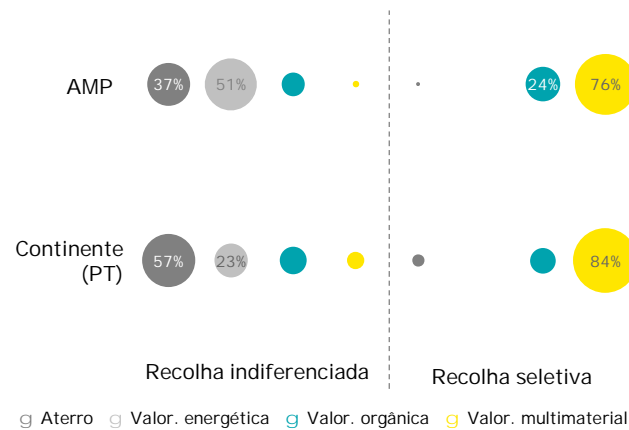 AMP
37%
51%
24%
76%
Continente
(PT)
57%
23%
84%
Recolha indiferenciada
Recolha seletiva
g Aterro g Valor. energética g Valor. orgânica g Valor. multimaterial